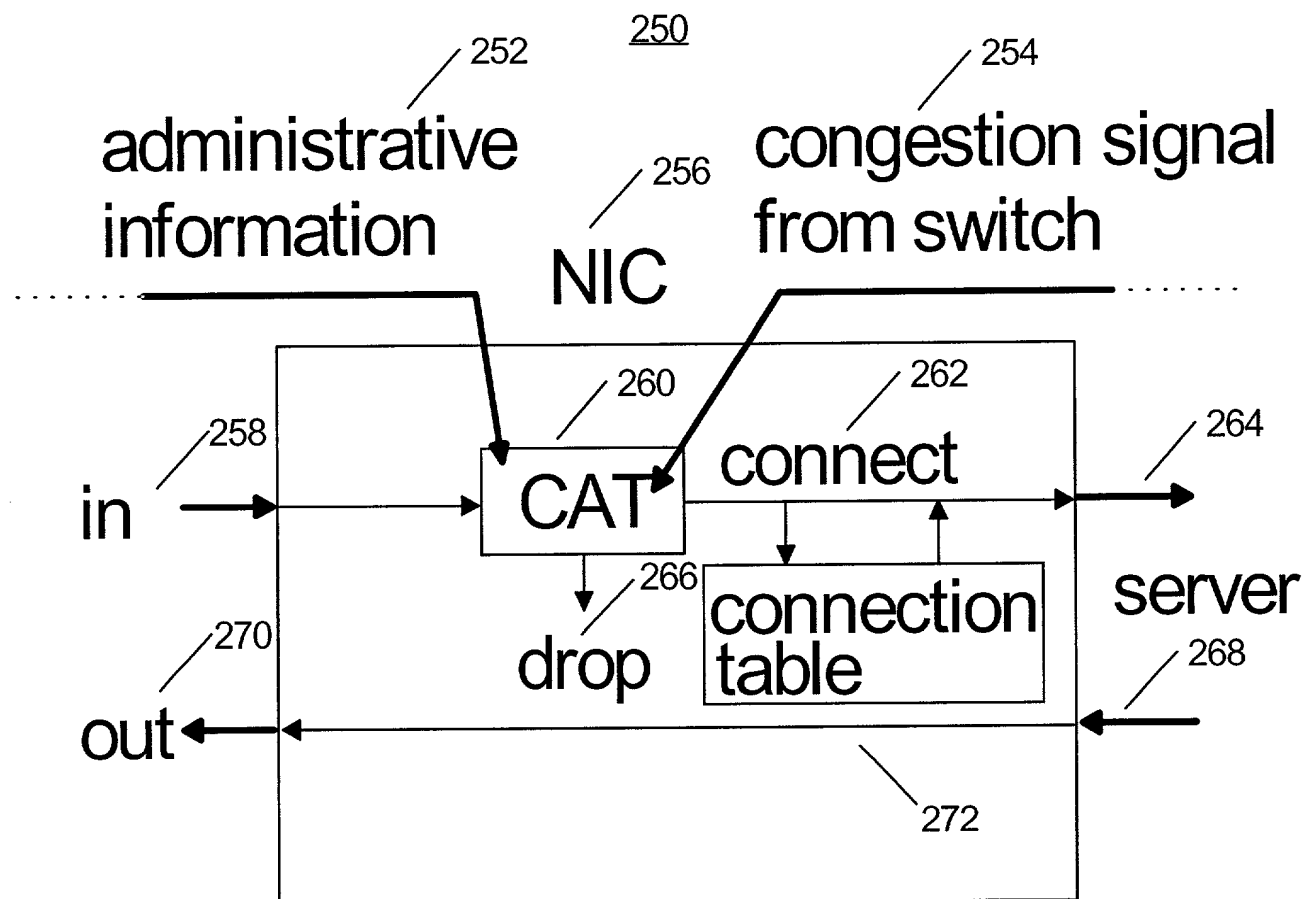 250
252
254
administrative
information
congestion signal
from switch
256
NIC
260
262
258
264
connect
in
CAT
266
server
connection
table
drop
270
268
out
272